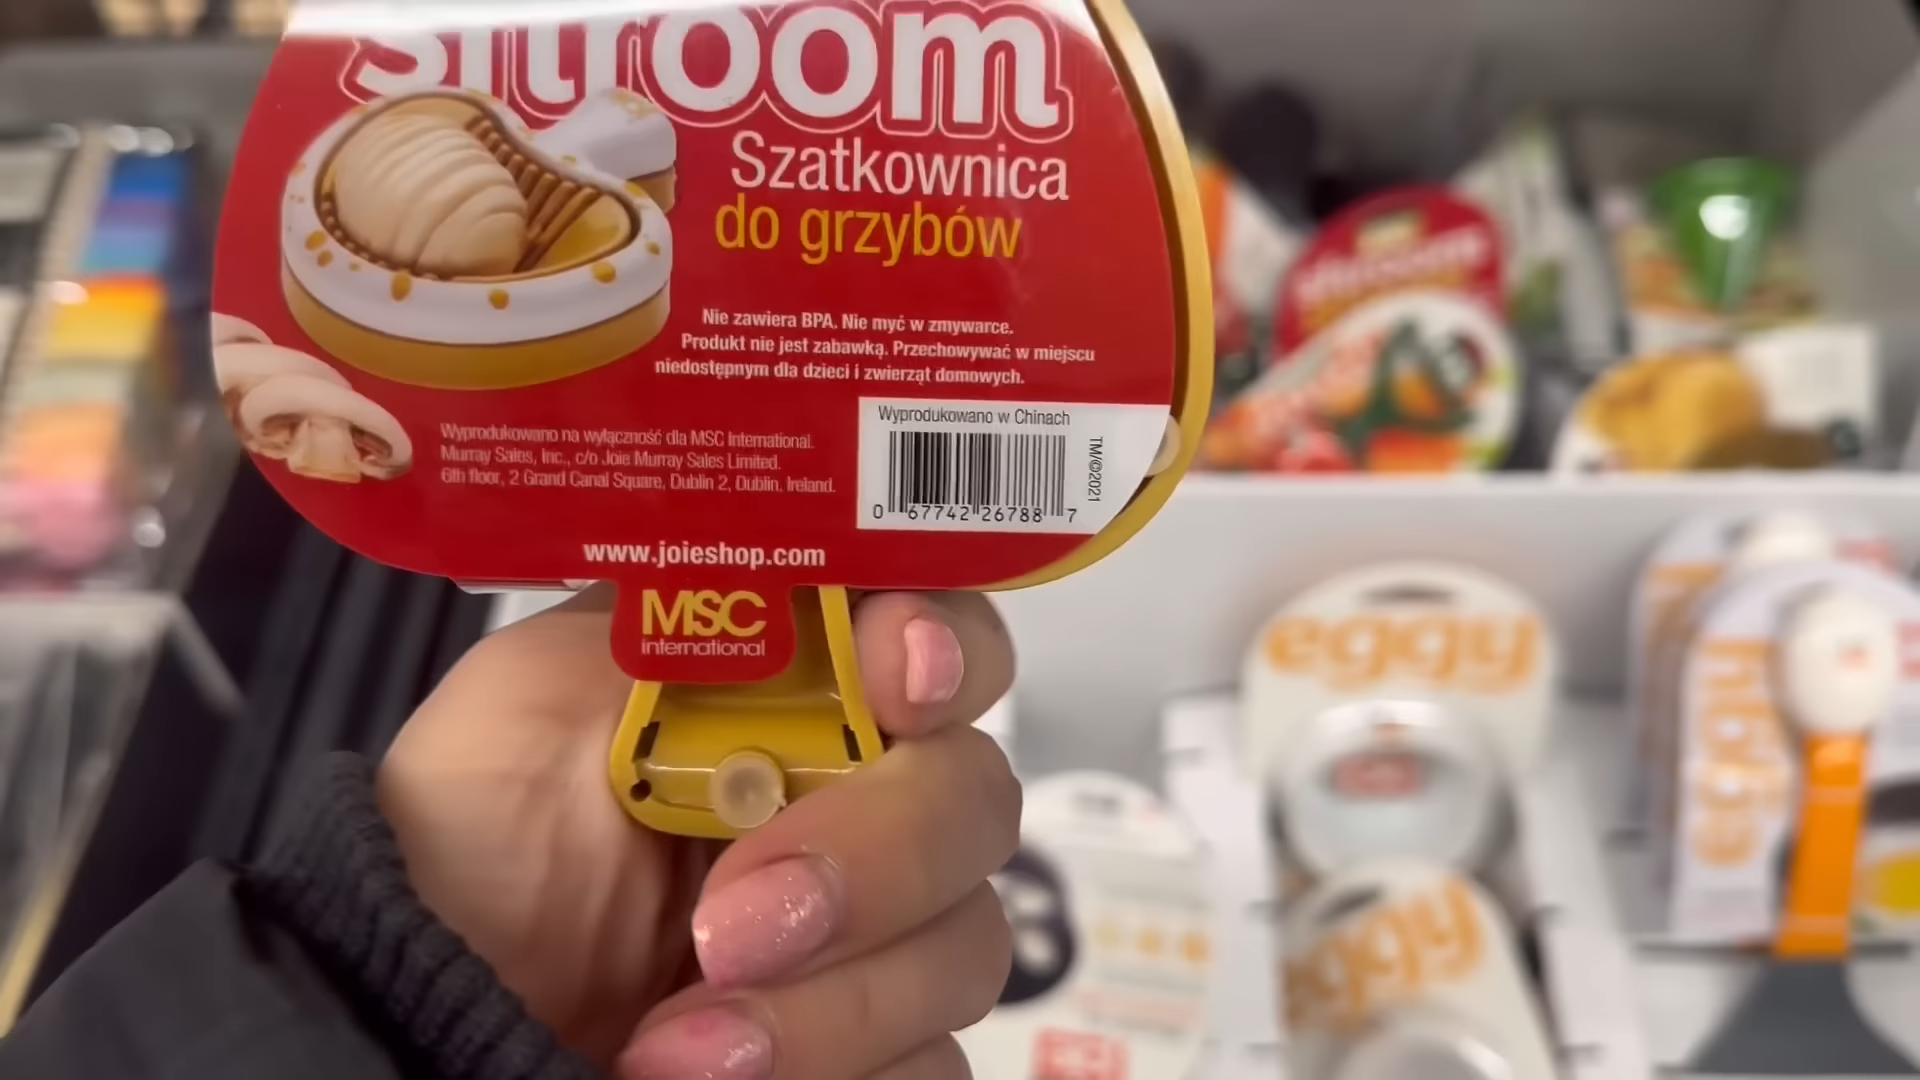 shroom
Szatkownica
do grzybów
Nie zawiera BPA. Nie myć w zmywarce.
Produkt nie jest zabawką. Przechowywać w miejscu
niedostępnym dla dzieci i zwierząt domowych.
Wyprodukowano na wyłączność dla MSC International.
Murray Sales, Inc., c/o Joie Murray Sales Limited.
6th floor, 2 Grand Canal Square, Dublin 2, Dublin, Ireland.
Wyprodukowano w Chinach
TM/©2021
0 67742 26788 7
www.joieshop.com
MSC
international
eggy
eggy
eggy